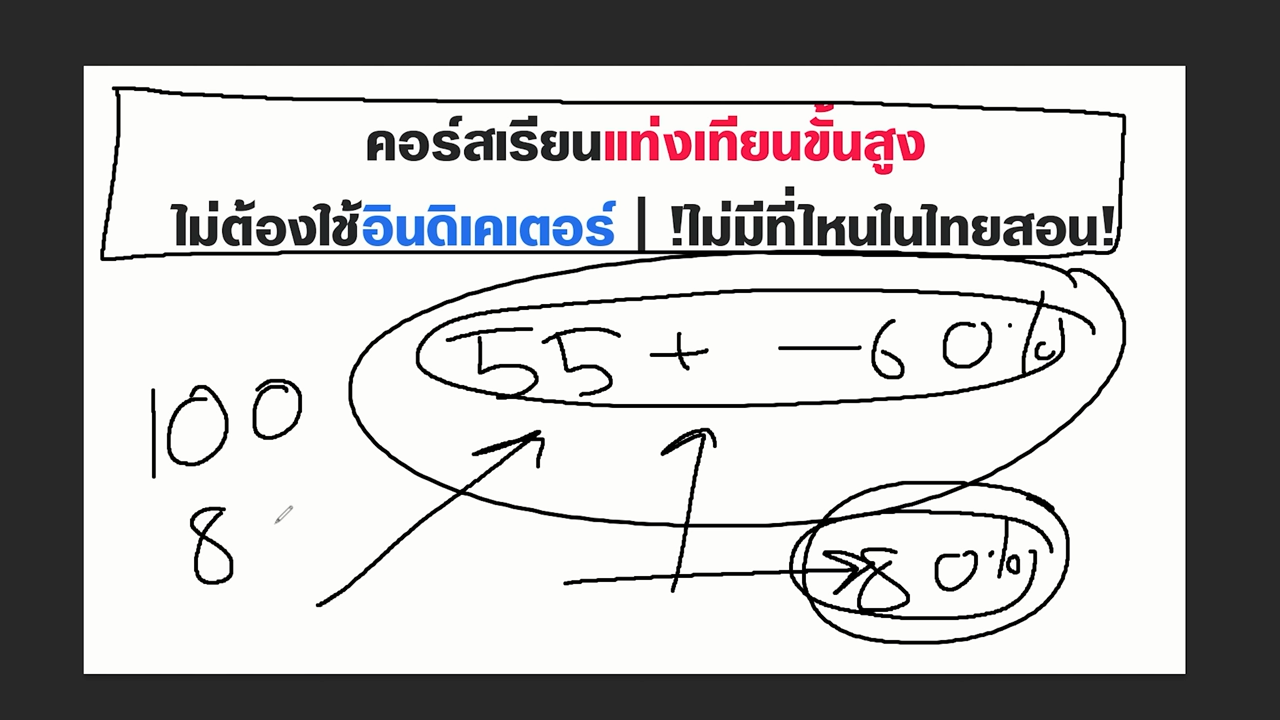 คอร์สเรียนแท่งเทียนขั้นสูง
ไม่ต้องใช้อินดิเคเตอร์ | !ไม่มีที่ไหนในไทยสอน!
55 + – 60%
100
8
80%